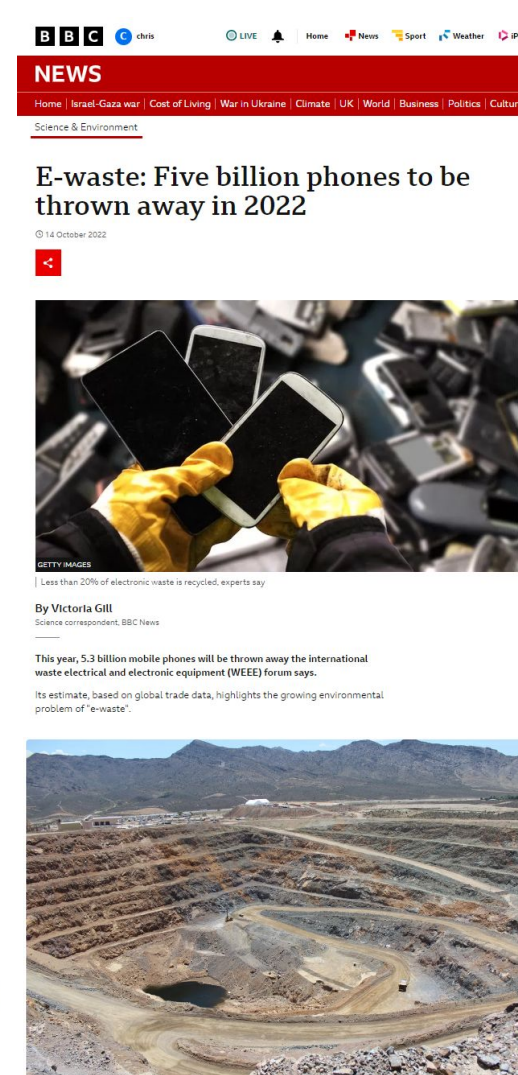 BBC
C chris
LIVE
Home
News
Sport
Weather
iP
NEWS
Home | Israel-Gaza war | Cost of Living | War in Ukraine | Climate | UK | World | Business | Politics | Cultur
Science & Environment
E-waste: Five billion phones to be
thrown away in 2022
14 October 2022
GETTY IMAGES
Less than 20% of electronic waste is recycled, experts say
By Victoria Gill
Science correspondent, BBC News
This year, 5.3 billion mobile phones will be thrown away the international
waste electrical and electronic equipment (WEEE) forum says.
Its estimate, based on global trade data, highlights the growing environmental
problem of "e-waste".